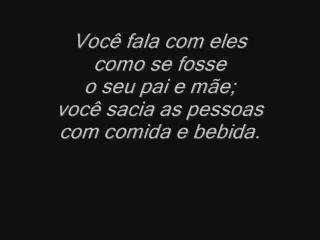 Você fala com eles
como se fosse
o seu pai e mãe;
você sacia as pessoas
com comida e bebida.